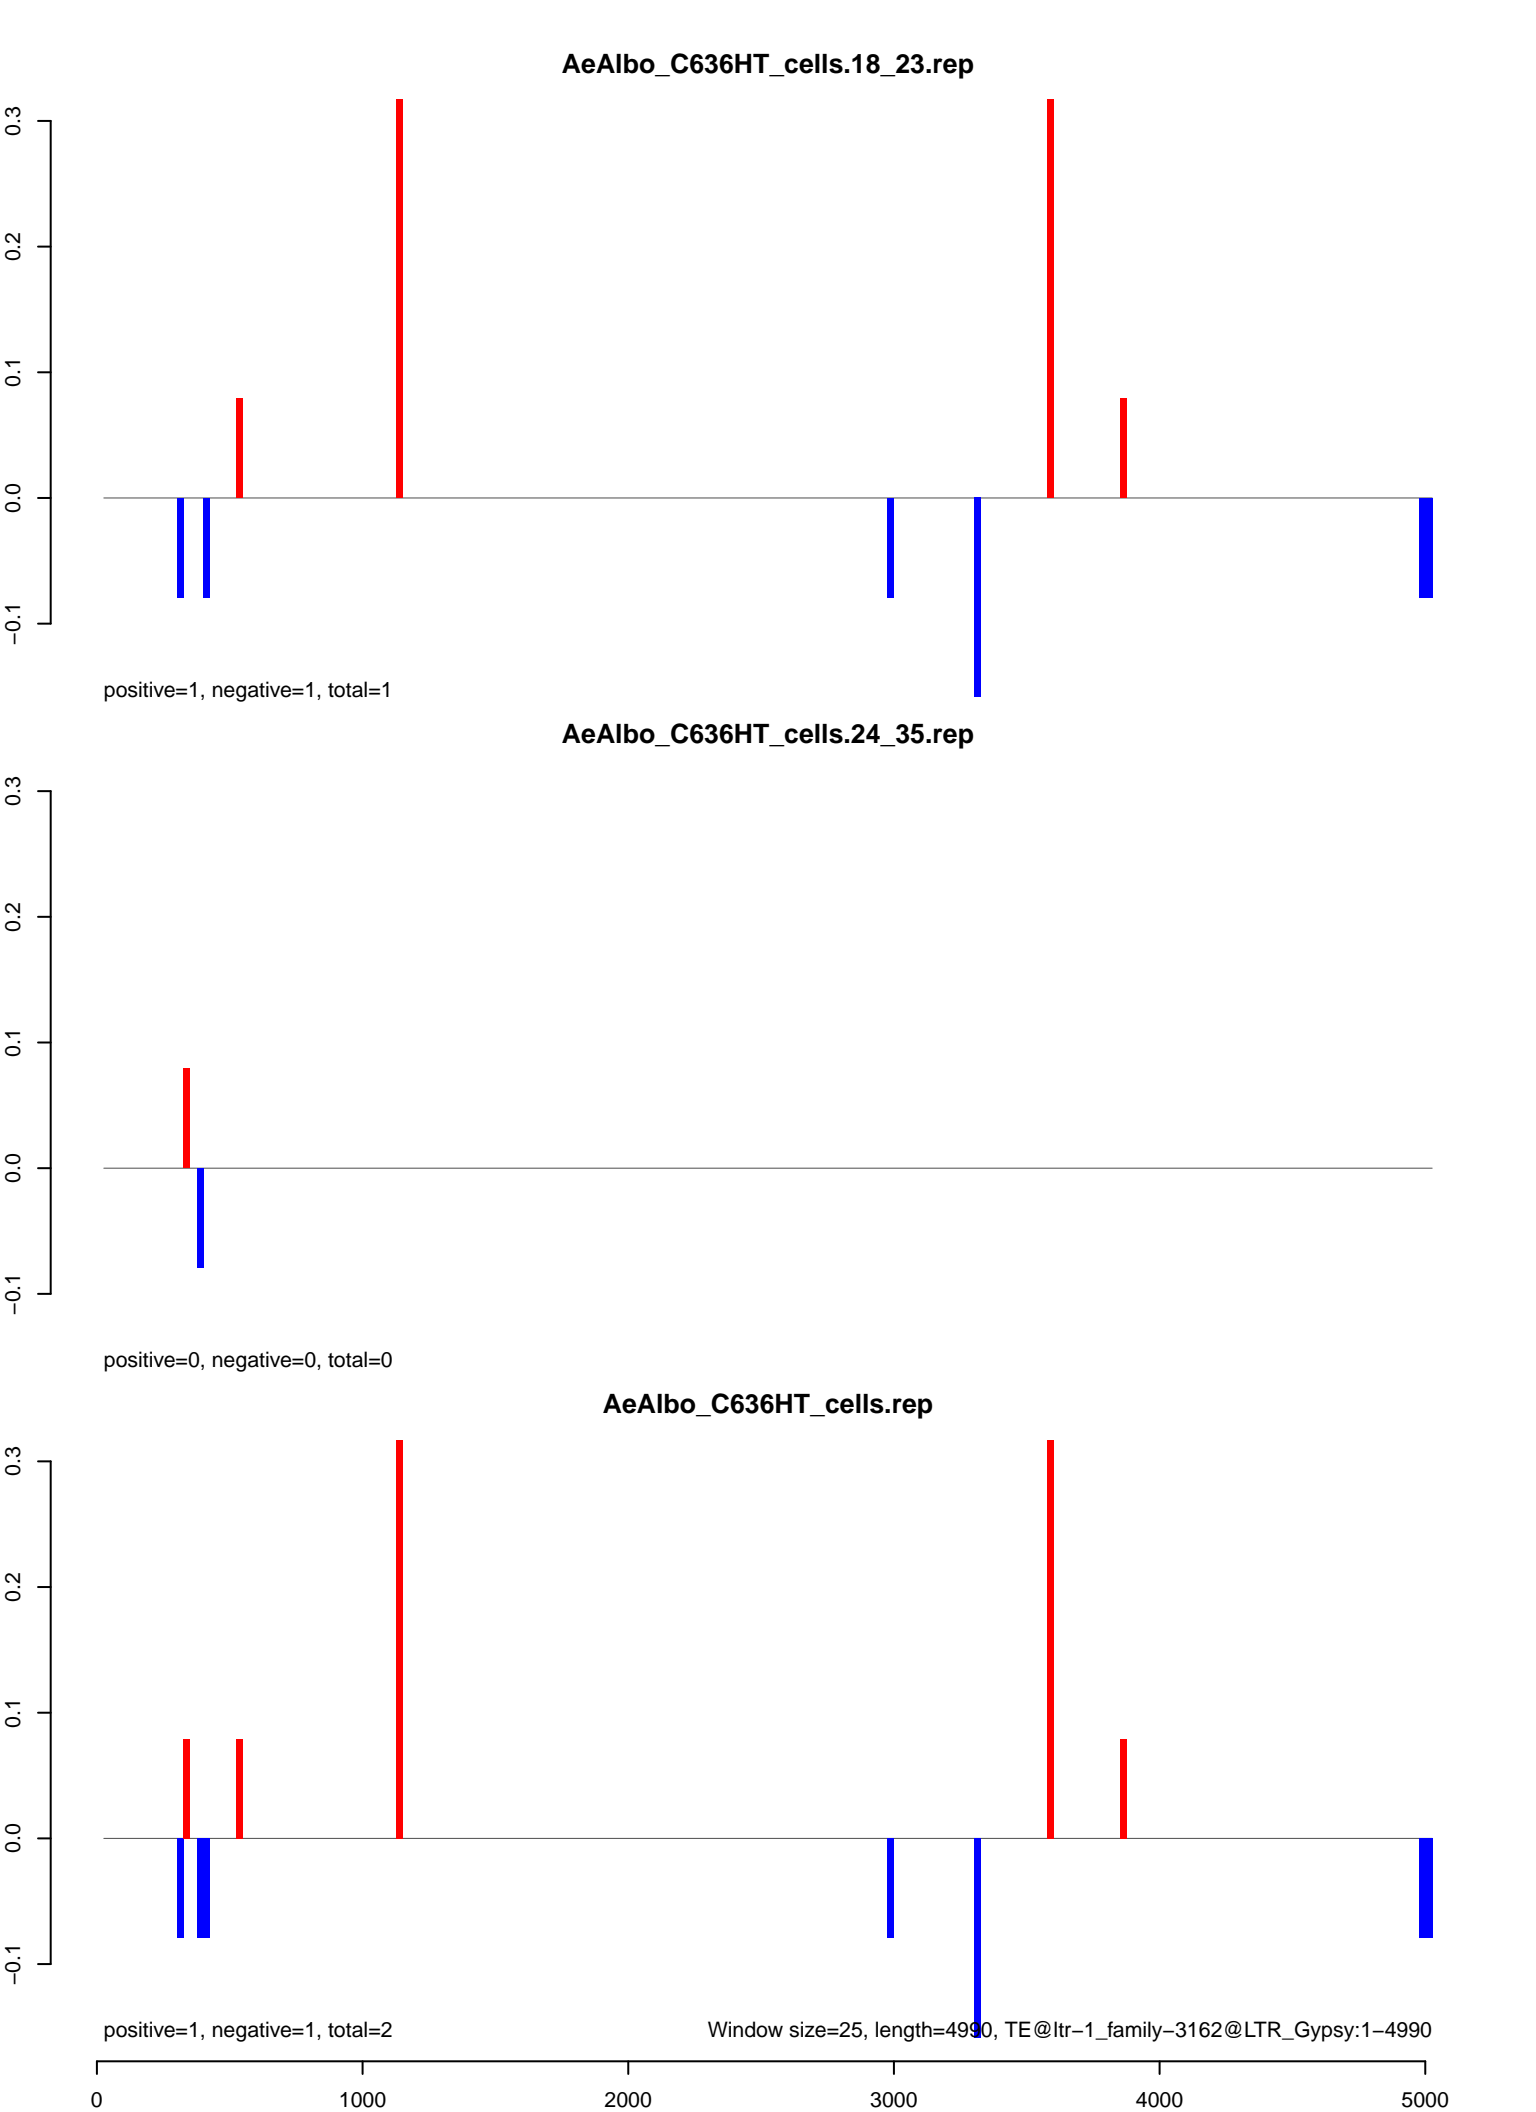 AeAlbo_C636HT_cells.18_23.rep
0.3
0.2
0.1
0.0
−0.1
positive=1, negative=1, total=1
AeAlbo_C636HT_cells.24_35.rep
0.3
0.2
0.1
0.0
−0.1
positive=0, negative=0, total=0
AeAlbo_C636HT_cells.rep
0.3
0.2
0.1
0.0
−0.1
positive=1, negative=1, total=2
Window size=25, length=4990, TE@ltr−1_family−3162@LTR_Gypsy:1−4990
0 1000 2000 3000 4000 5000